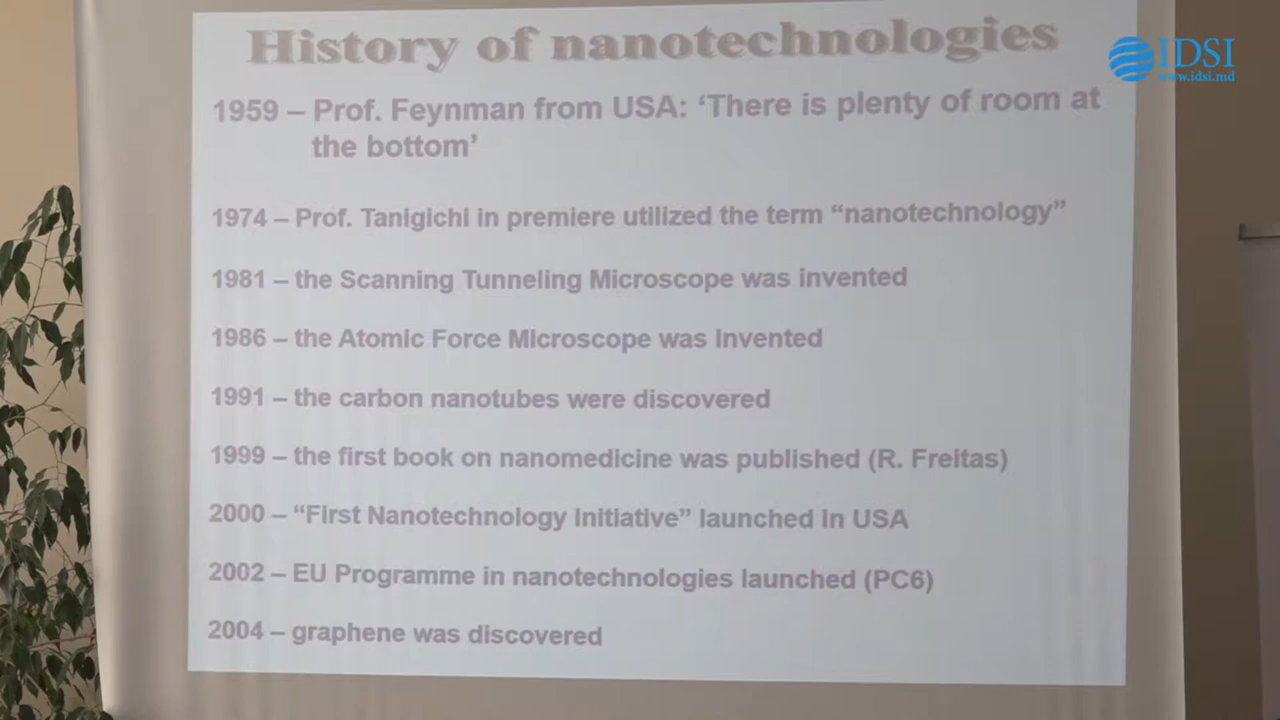 History of nanotechnologies
IDSI
www.idsi.md
1959 – Prof. Feynman from USA: ‘There is plenty of room at
the bottom’
1974 – Prof. Tanigichi in premiere utilized the term “nanotechnology”
1981 – the Scanning Tunneling Microscope was invented
1986 – the Atomic Force Microscope was Invented
1991 – the carbon nanotubes were discovered
1999 – the first book on nanomedicine was published (R. Freitas)
2000 – “First Nanotechnology Initiative” launched in USA
2002 – EU Programme in nanotechnologies launched (PC6)
2004 – graphene was discovered